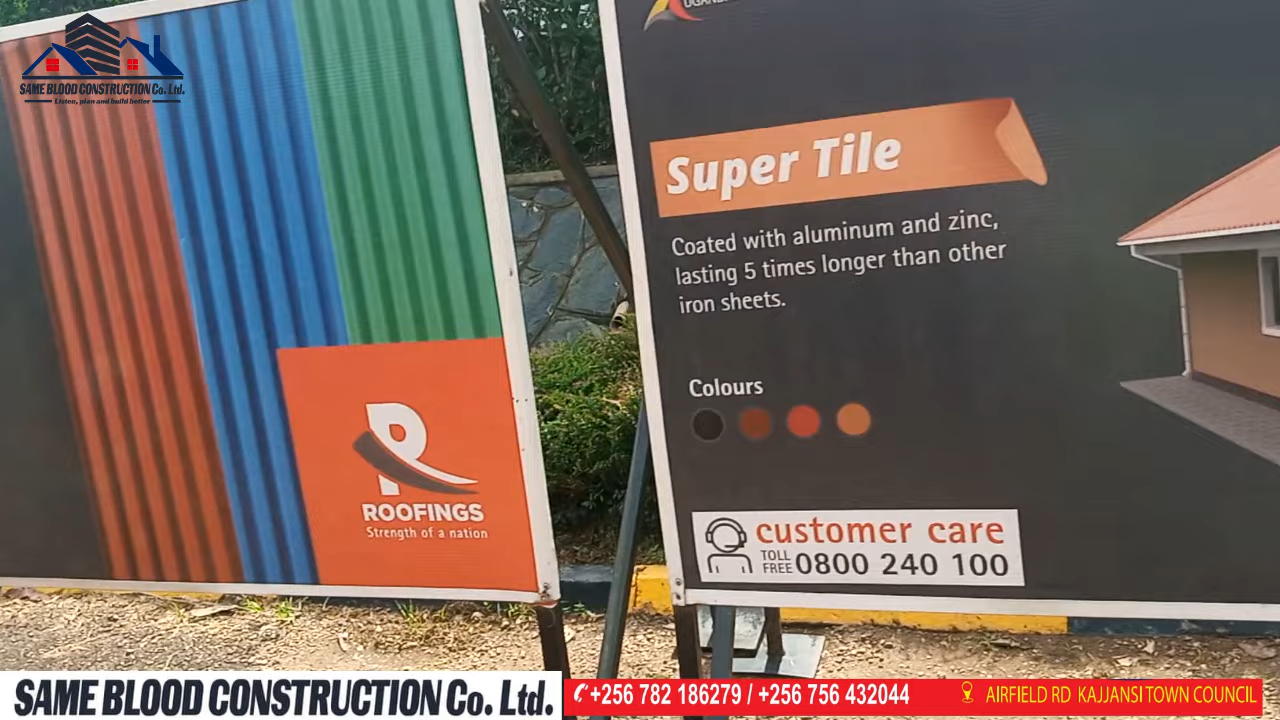 SAME BLOOD CONSTRUCTION Co. Ltd.
Listen, plan and build better
Super Tile
Coated with aluminum and zinc,
lasting 5 times longer than other
iron sheets.
Colours
ROOFINGS
Strength of a nation
customer care
TOLL FREE 0800 240 100
SAME BLOOD CONSTRUCTION Co. Ltd.
+256 782 186279 / +256 756 432044
AIRFIELD RD KAJJANSI TOWN COUNCIL